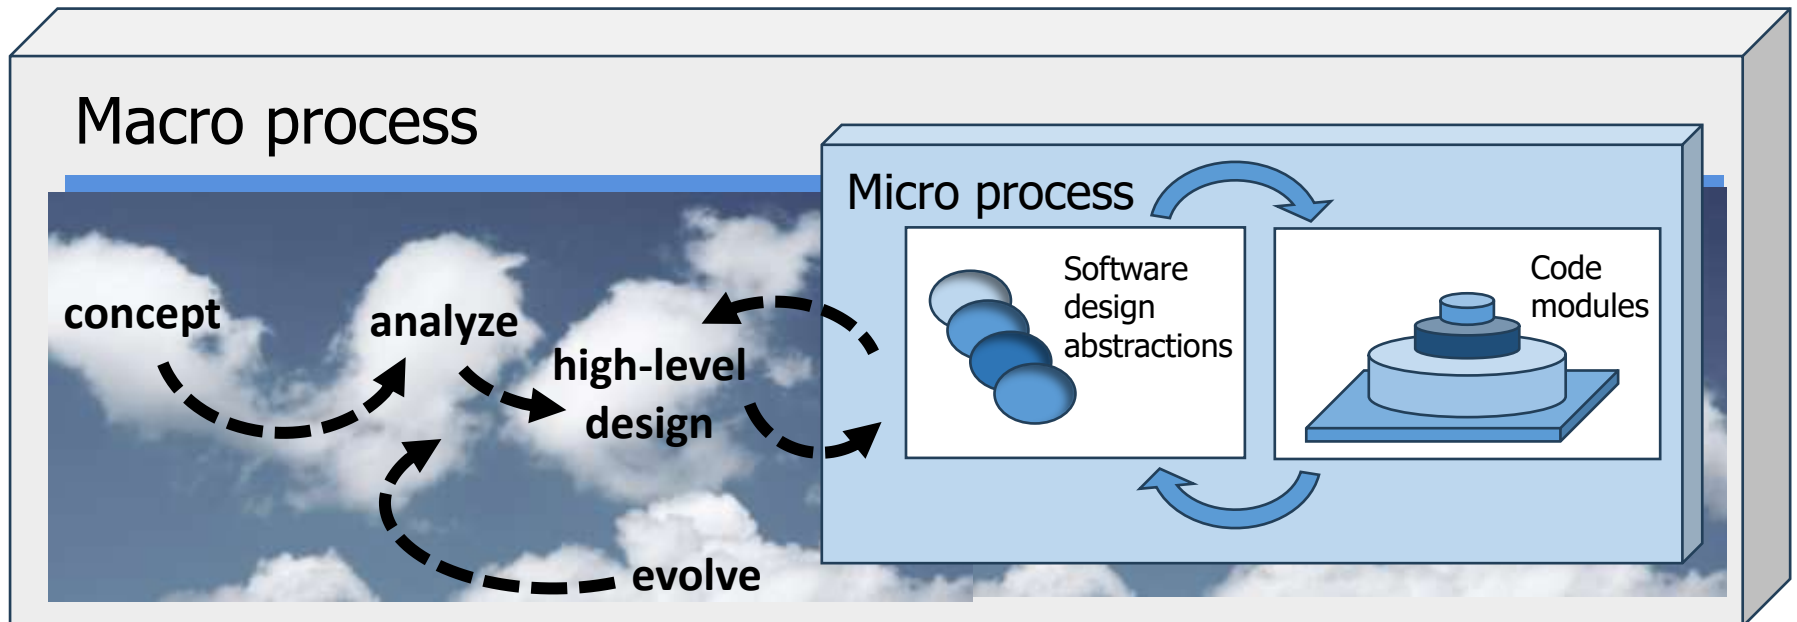 Macro process
Micro process
Software
design
abstractions
Code
modules
concept
analyze
high-level
design
evolve